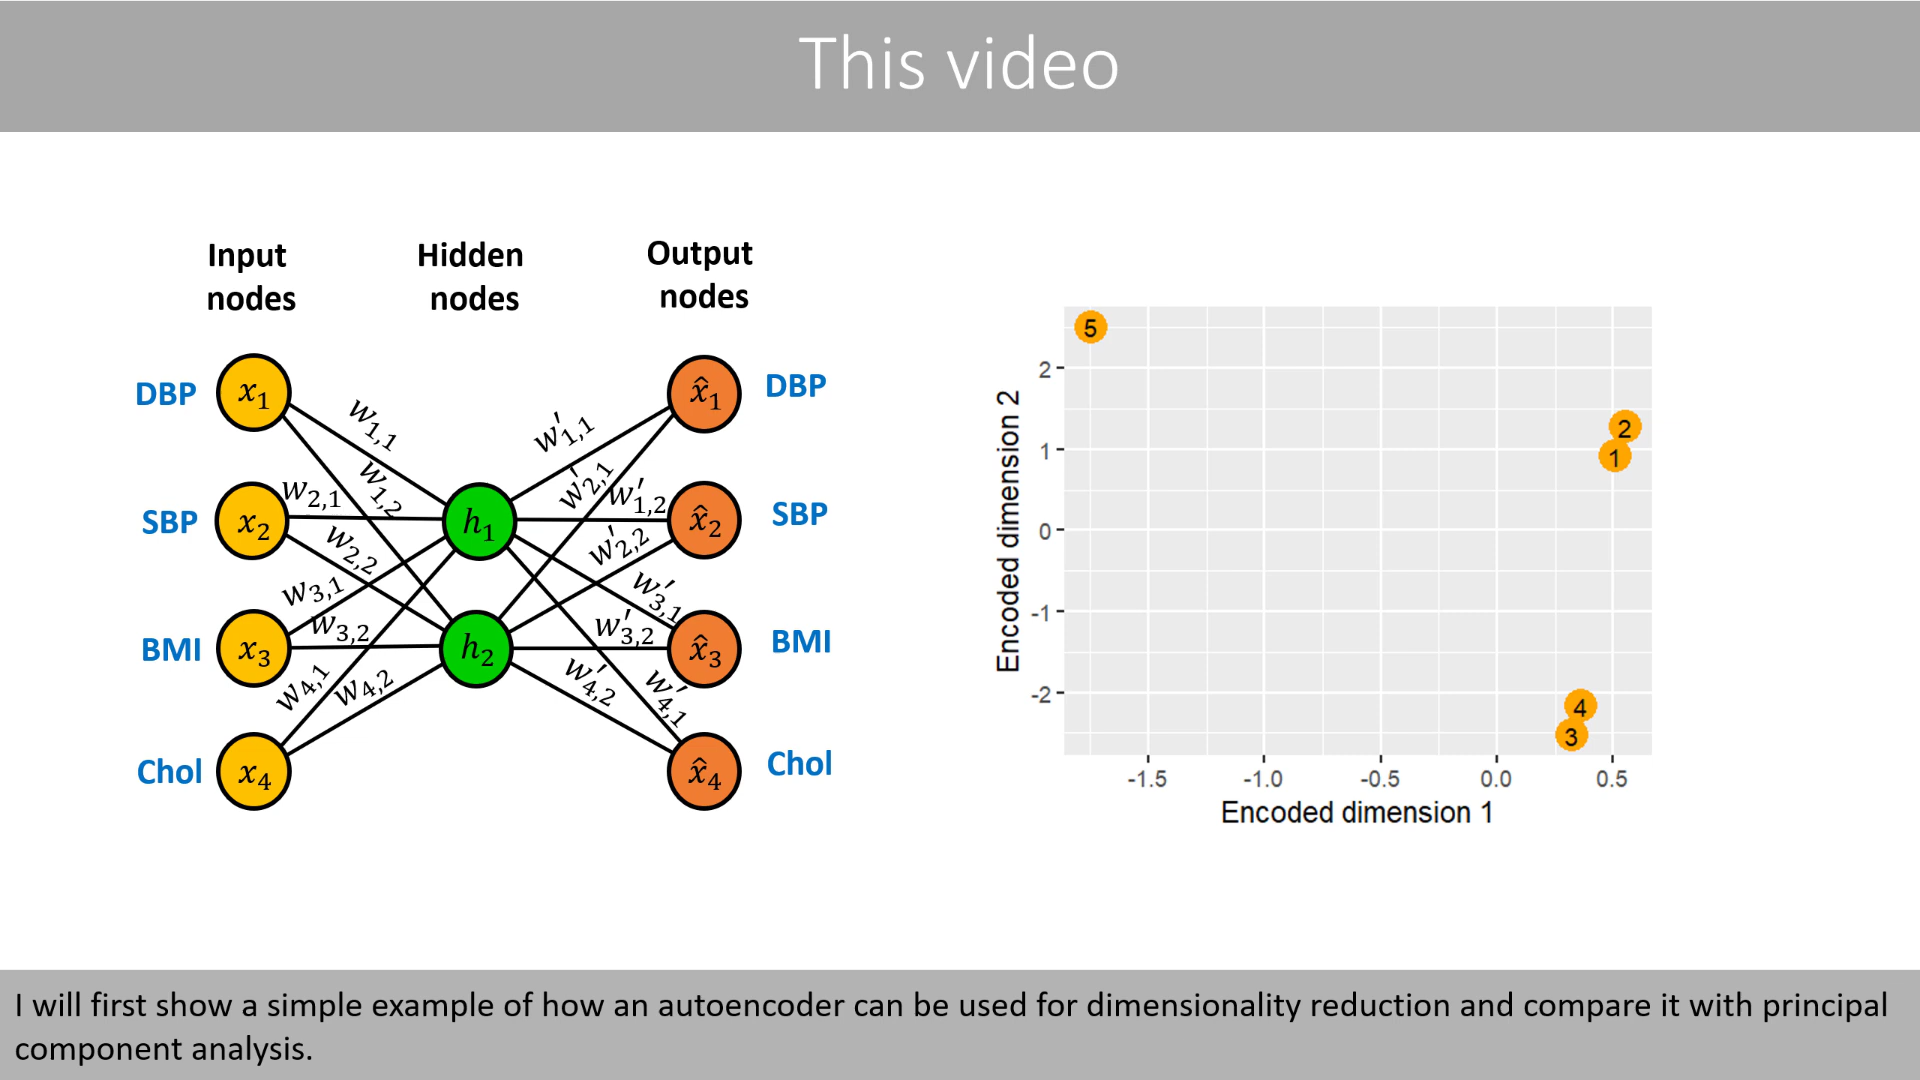 This video
Input
nodes
Hidden
nodes
Output
nodes
DBP
SBP
BMI
Chol
x₁
x₂
x₃
x₄
w₁,₁
w₁,₂
w₂,₁
w₂,₂
w₃,₁
w₃,₂
w₄,₁
w₄,₂
h₁
h₂
w′₁,₁
w′₂,₁
w′₁,₂
w′₂,₂
w′₃,₁
w′₃,₂
w′₄,₂
w′₄,₁
x̂₁
x̂₂
x̂₃
x̂₄
DBP
SBP
BMI
Chol
Encoded dimension 2
2
1
0
-1
-2
5
2
1
4
3
-1.5 -1.0 -0.5 0.0 0.5
Encoded dimension 1
I will first show a simple example of how an autoencoder can be used for dimensionality reduction and compare it with principal
component analysis.